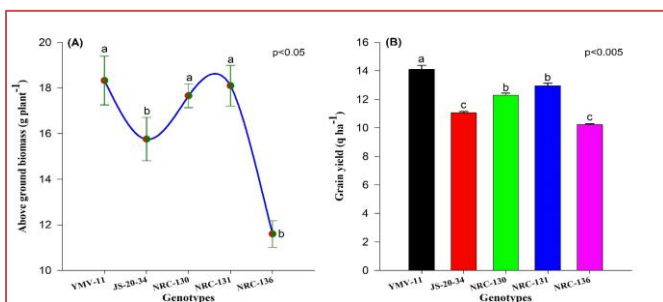 (A)
p<0.05
a
b
a
a
b
20
18
16
14
12
10
Above ground biomass (g plant⁻¹)
YMV-11
JS-20-34
NRC-130
NRC-131
NRC-136
Genotypes
(B)
p<0.005
a
c
b
b
c
16
14
12
10
8
6
4
2
0
Grain yield (q ha⁻¹)
YMV-11
JS-20-34
NRC-130
NRC-131
NRC-136
Genotypes